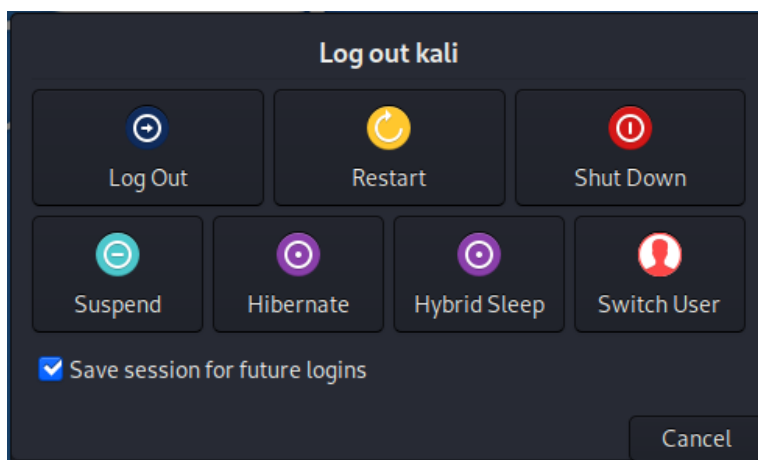 Log out kali
Log Out Restart Shut Down
Suspend Hibernate Hybrid Sleep Switch User
Save session for future logins
Cancel